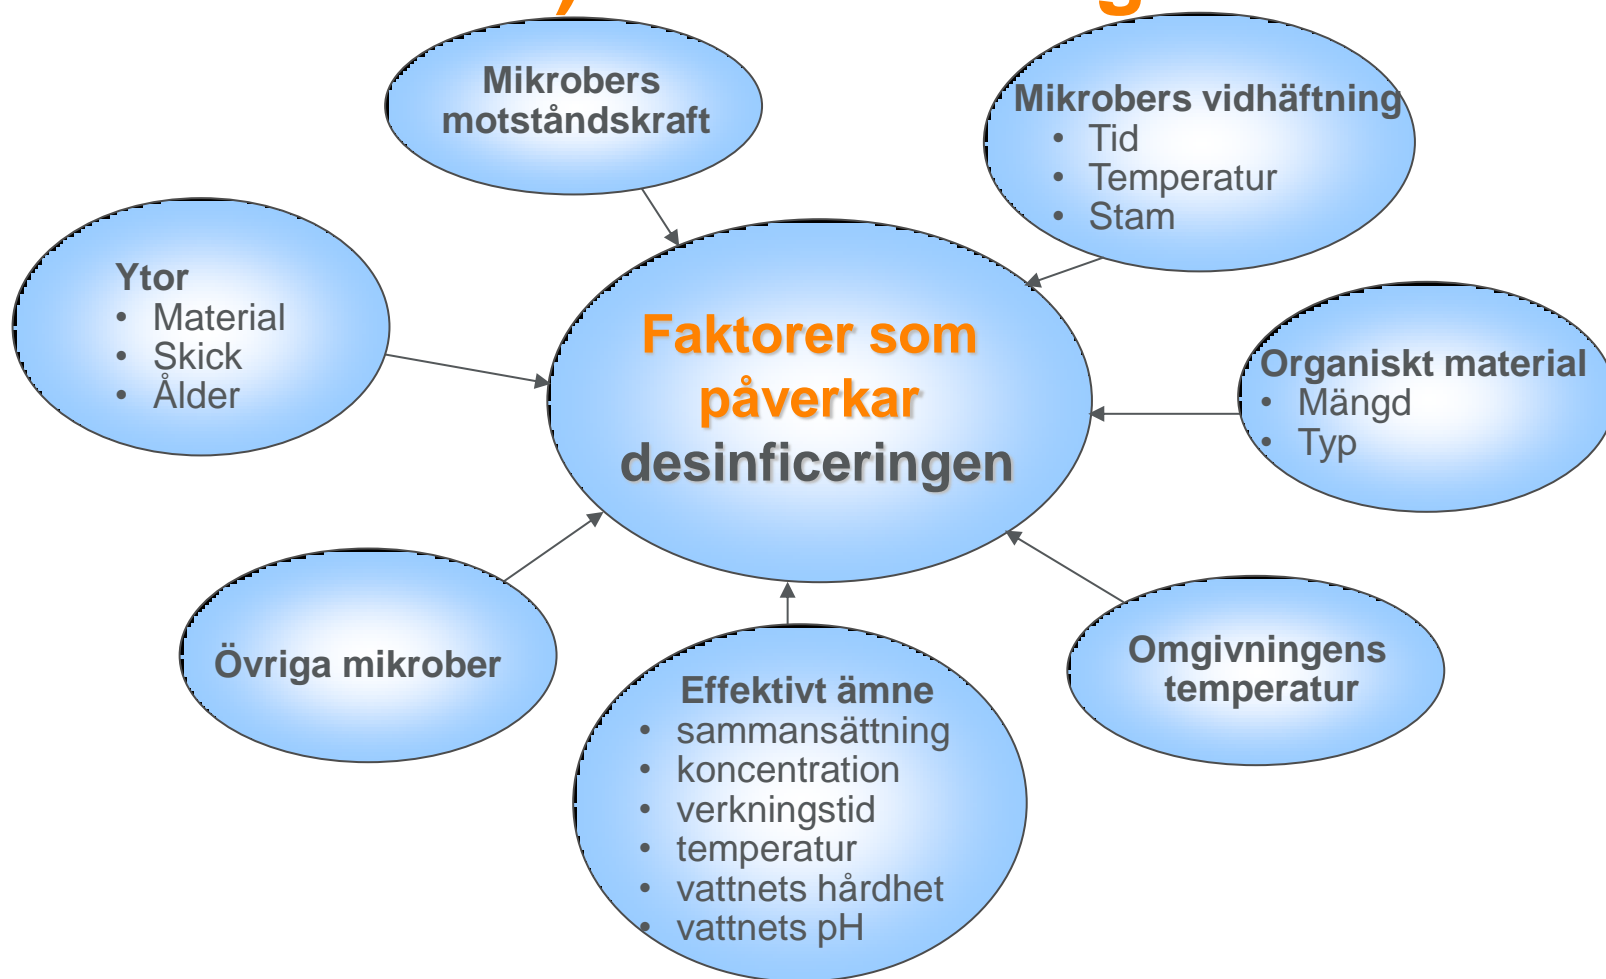 Mikrobers
motståndskraft
Mikrobers vidhäftning
• Tid
• Temperatur
• Stam
Ytor
• Material
• Skick
• Ålder
Faktorer som
påverkar
desinficeringen
Organiskt material
• Mängd
• Typ
Övriga mikrober
Effektivt ämne
• sammansättning
• koncentration
• verkningstid
• temperatur
• vattnets hårdhet
• vattnets pH
Omgivningens
temperatur